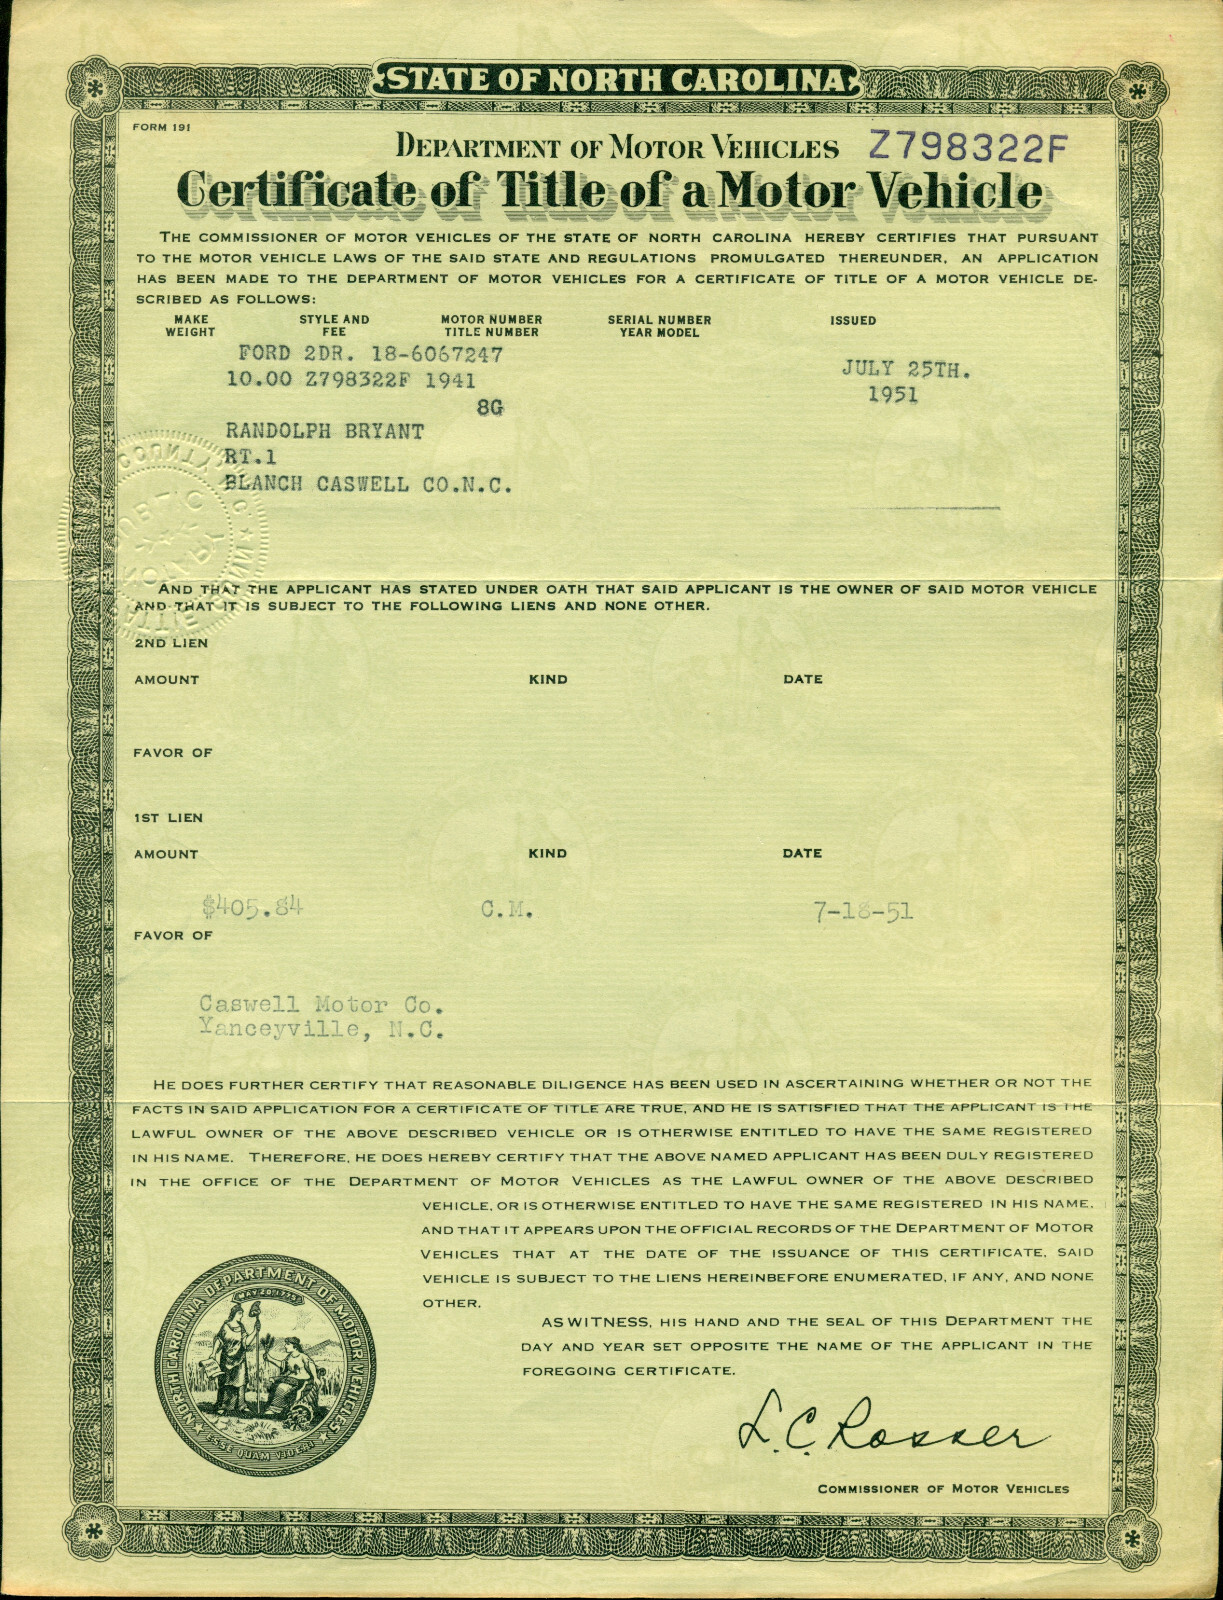 STATE OF NORTH CAROLINA
FORM 191
DEPARTMENT OF MOTOR VEHICLES Z798322F
Certificate of Title of a Motor Vehicle
THE COMMISSIONER OF MOTOR VEHICLES OF THE STATE OF NORTH CAROLINA HEREBY CERTIFIES THAT PURSUANT
TO THE MOTOR VEHICLE LAWS OF THE SAID STATE AND REGULATIONS PROMULGATED THEREUNDER, AN APPLICATION
HAS BEEN MADE TO THE DEPARTMENT OF MOTOR VEHICLES FOR A CERTIFICATE OF TITLE OF A MOTOR VEHICLE DE-
SCRIBED AS FOLLOWS:
MAKE STYLE AND MOTOR NUMBER SERIAL NUMBER ISSUED
WEIGHT FEE TITLE NUMBER YEAR MODEL
FORD 2DR. 18-6067247
JULY 25TH.
10.00 Z798322F 1941
1951
8G
RANDOLPH BRYANT
RT.1
BLANCH CASWELL CO.N.C.
AND THAT THE APPLICANT HAS STATED UNDER OATH THAT SAID APPLICANT IS THE OWNER OF SAID MOTOR VEHICLE
AND THAT IT IS SUBJECT TO THE FOLLOWING LIENS AND NONE OTHER.
2ND LIEN
AMOUNT KIND DATE
FAVOR OF
1ST LIEN
AMOUNT KIND DATE
$405.84 C.M. 7-18-51
FAVOR OF
Caswell Motor Co.
Yanceyville, N.C.
HE DOES FURTHER CERTIFY THAT REASONABLE DILIGENCE HAS BEEN USED IN ASCERTAINING WHETHER OR NOT THE
FACTS IN SAID APPLICATION FOR A CERTIFICATE OF TITLE ARE TRUE, AND HE IS SATISFIED THAT THE APPLICANT IS THE
LAWFUL OWNER OF THE ABOVE DESCRIBED VEHICLE OR IS OTHERWISE ENTITLED TO HAVE THE SAME REGISTERED
IN HIS NAME. THEREFORE, HE DOES HEREBY CERTIFY THAT THE ABOVE NAMED APPLICANT HAS BEEN DULY REGISTERED
IN THE OFFICE OF THE DEPARTMENT OF MOTOR VEHICLES AS THE LAWFUL OWNER OF THE ABOVE DESCRIBED
VEHICLE, OR IS OTHERWISE ENTITLED TO HAVE THE SAME REGISTERED IN HIS NAME,
AND THAT IT APPEARS UPON THE OFFICIAL RECORDS OF THE DEPARTMENT OF MOTOR
VEHICLES THAT AT THE DATE OF THE ISSUANCE OF THIS CERTIFICATE, SAID
VEHICLE IS SUBJECT TO THE LIENS HEREINBEFORE ENUMERATED, IF ANY, AND NONE
OTHER.
AS WITNESS, HIS HAND AND THE SEAL OF THIS DEPARTMENT THE
DAY AND YEAR SET OPPOSITE THE NAME OF THE APPLICANT IN THE
FOREGOING CERTIFICATE.
NORTH CAROLINA DEPARTMENT OF MOTOR VEHICLES
MAY 20, 1775
ESSE QUAM VIDERI
L. C. Rosser
COMMISSIONER OF MOTOR VEHICLES